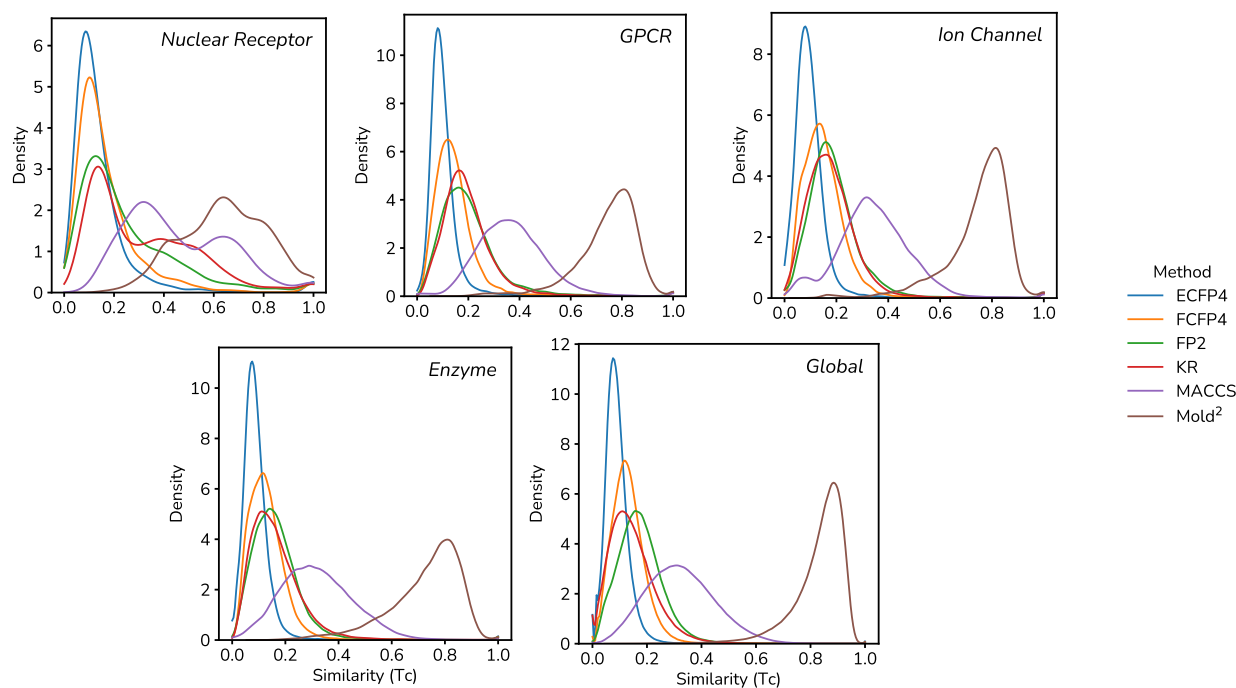 Nuclear Receptor
Density
6
5
4
3
2
1
0
0.0 0.2 0.4 0.6 0.8 1.0
GPCR
Density
10
8
6
4
2
0
0.0 0.2 0.4 0.6 0.8 1.0
Ion Channel
Density
8
6
4
2
0
0.0 0.2 0.4 0.6 0.8 1.0
Enzyme
Density
10
8
6
4
2
0
0.0 0.2 0.4 0.6 0.8 1.0
Similarity (Tc)
Global
Density
12
10
8
6
4
2
0
0.0 0.2 0.4 0.6 0.8 1.0
Similarity (Tc)
Method
ECFP4
FCFP4
FP2
KR
MACCS
Mold²